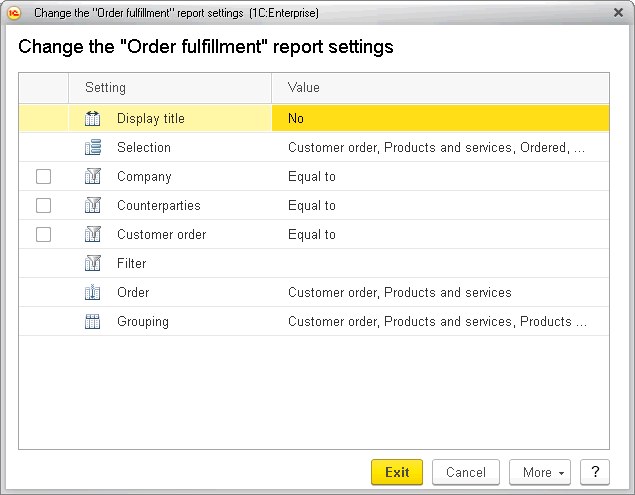 Change the "Order fulfillment" report settings (1C:Enterprise)
Change the "Order fulfillment" report settings
Setting Value
Display title No
Selection Customer order, Products and services, Ordered, ...
Company Equal to
Counterparties Equal to
Customer order Equal to
Filter
Order Customer order, Products and services
Grouping Customer order, Products and services, Products ...
Exit Cancel More ?